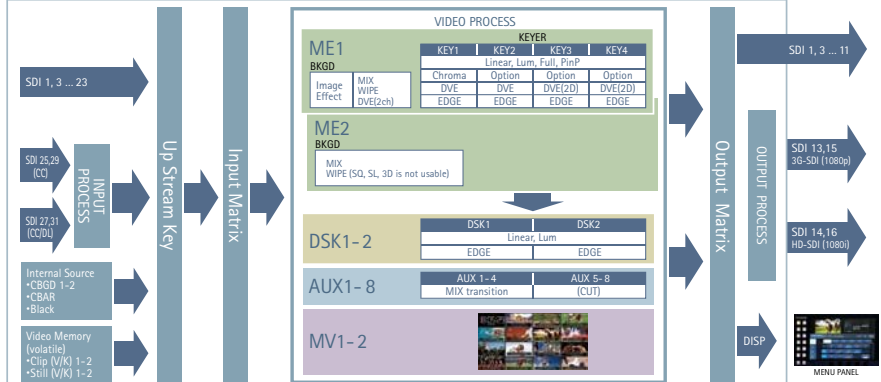 VIDEO PROCESS
SDI 1, 3 ... 23
SDI 25,29
(CC)
SDI 27,31
(CC/DL)
INPUT
PROCESS
Internal Source
•CBGD 1-2
•CBAR
•Black
Video Memory
(volatile)
•Clip (V/K) 1-2
•Still (V/K) 1-2
Up Stream Key
Input Matrix
ME1
BKGD
Image
Effect
MIX
WIPE
DVE(2ch)
KEYER
KEY1 KEY2 KEY3 KEY4
Linear, Lum, Full, PinP
Chroma Option Option Option
DVE DVE DVE(2D) DVE(2D)
EDGE EDGE EDGE EDGE
ME2
BKGD
MIX
WIPE (SQ, SL, 3D is not usable)
DSK1-2
DSK1 DSK2
Linear, Lum
EDGE EDGE
AUX1-8
AUX 1-4 AUX 5-8
MIX transition (CUT)
MV1-2
Output Matrix
OUTPUT PROCESS
SDI 1, 3 ... 11
SDI 13,15
3G-SDI (1080p)
SDI 14,16
HD-SDI (1080i)
DISP
MENU PANEL